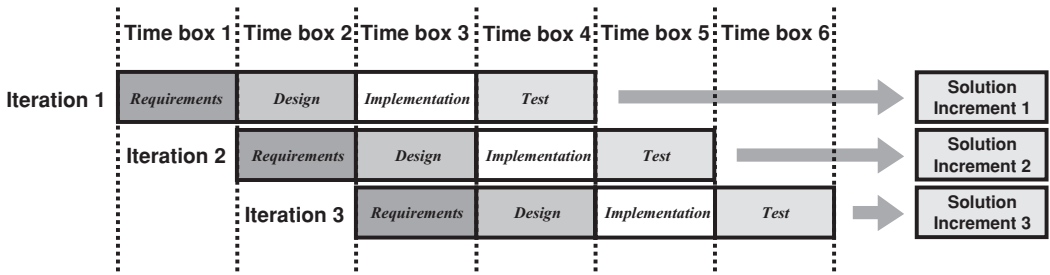 Time box 1 Time box 2 Time box 3 Time box 4 Time box 5 Time box 6
Iteration 1 Requirements Design Implementation Test Solution
Increment 1
Iteration 2 Requirements Design Implementation Test Solution
Increment 2
Iteration 3 Requirements Design Implementation Test Solution
Increment 3